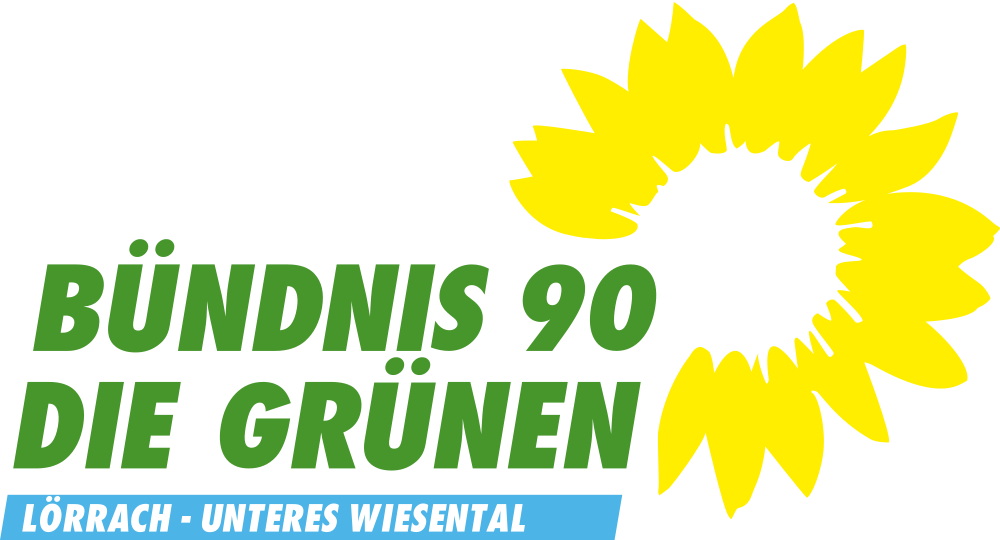 BÜNDNIS 90
DIE GRÜNEN
LÖRRACH - UNTERES WIESENTAL